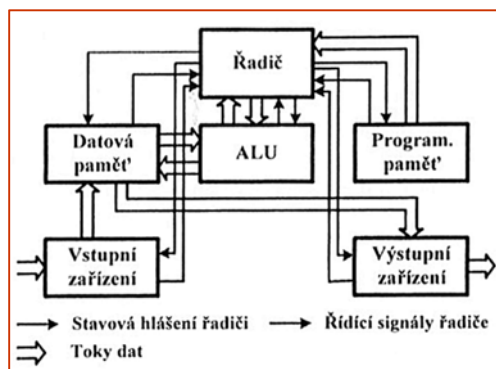 Řadič
Datová
paměť
ALU
Program.
paměť
Vstupní
zařízení
Výstupní
zařízení
Stavová hlášení řadiči
Řídící signály řadiče
Toky dat